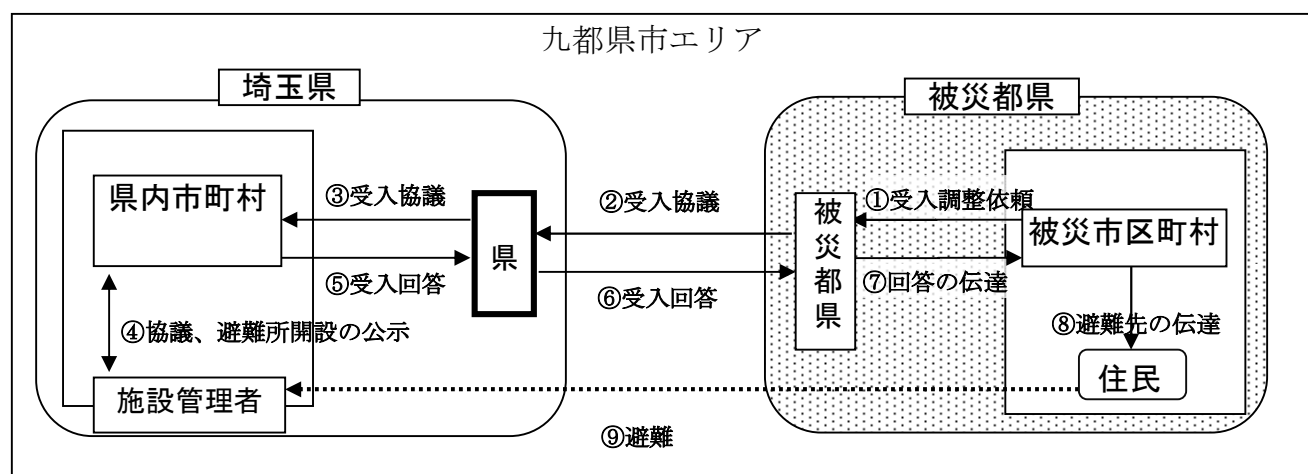 九都県市エリア
埼玉県
被災都県
県内市町村
③受入協議
②受入協議
①受入調整依頼
県
被災都県
被災市区町村
⑤受入回答
⑥受入回答
⑦回答の伝達
④協議、避難所開設の公示
⑧避難先の伝達
施設管理者
住民
⑨避難